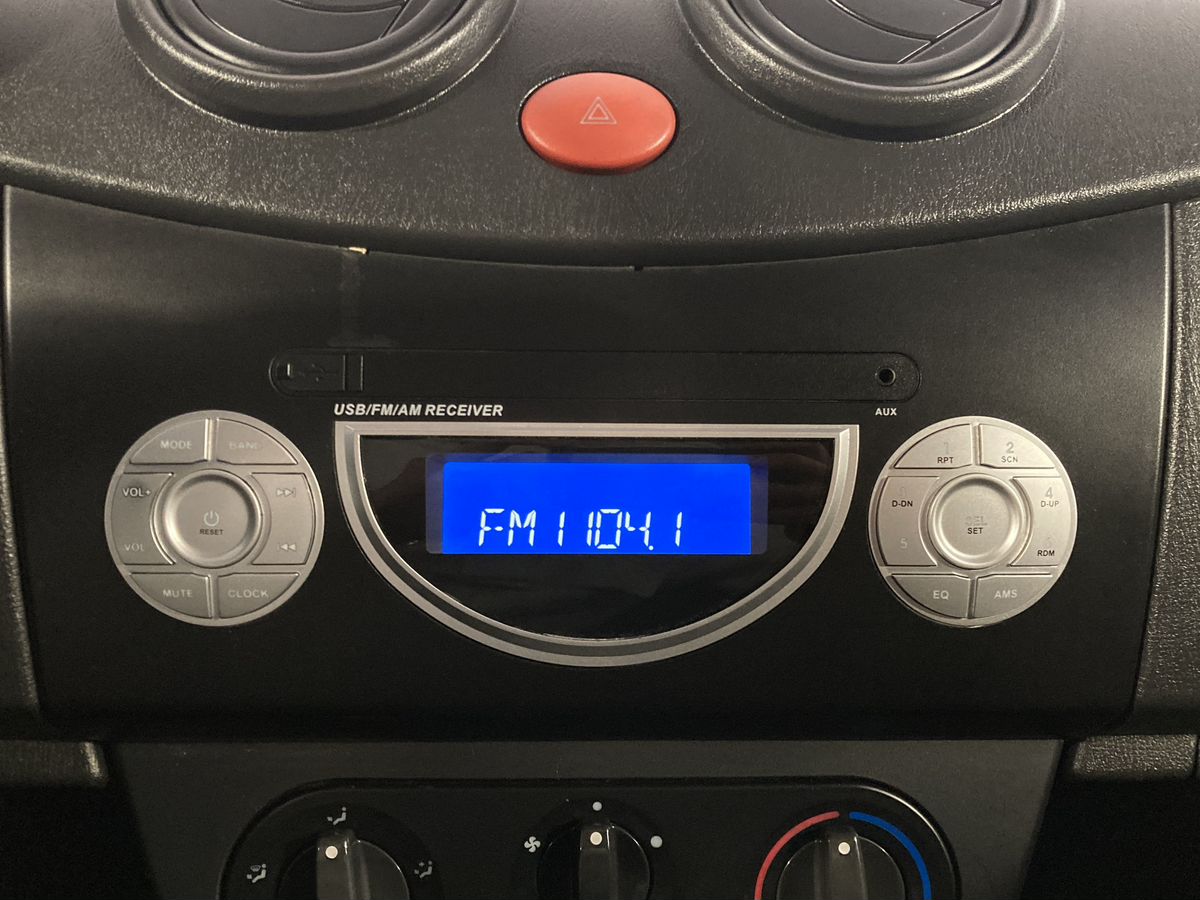 USB/FM/AM RECEIVER
AUX
MODE
BAND
VOL+
VOL
RESET
MUTE
CLOCK
FM1 104.1
1
RPT
2
SCN
D-DN
4
D-UP
SEL
SET
5
RDM
EQ
AMS